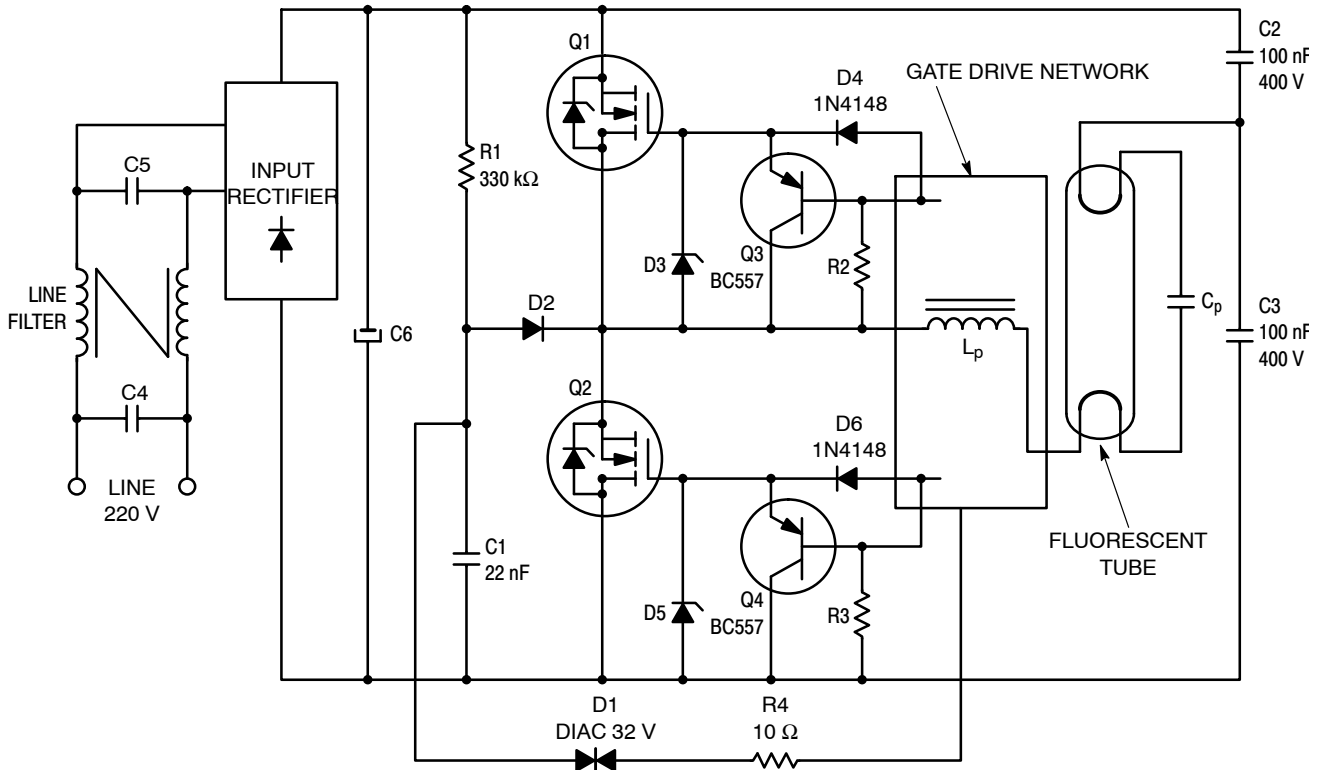 C2
100 nF
400 V
Q1
GATE DRIVE NETWORK
D4
1N4148
C5
R1
330 kΩ
INPUT
RECTIFIER
Q3
BC557
D3
R2
LINE
FILTER
D2
C6
Lp
Cp
C3
100 nF
400 V
Q2
C4
D6
1N4148
LINE
220 V
C1
22 nF
FLUORESCENT
TUBE
Q4
BC557
D5
R3
D1
DIAC 32 V
R4
10 Ω